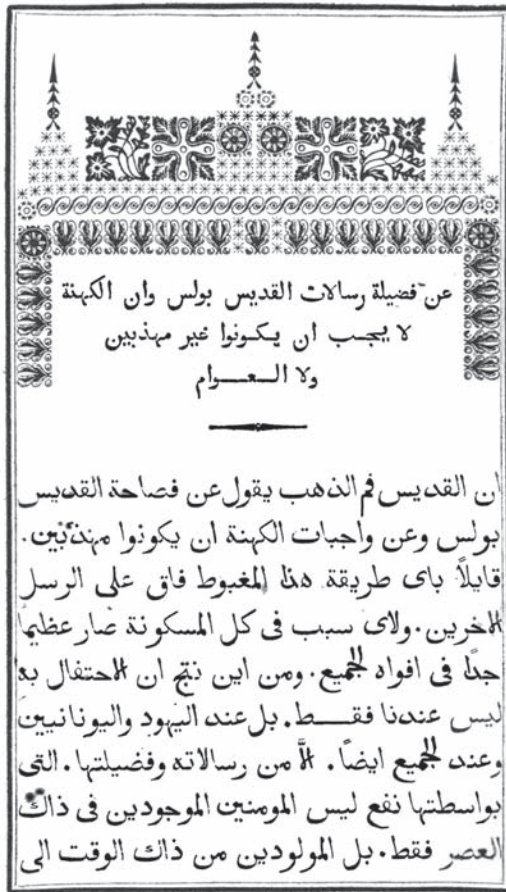 عن فضيلة رسالات القديس بولس وان الكهنة
لا يجب ان يكونوا غير مهذبين
ولا العوام
ان القديس فم الذهب يقول عن فصاحة القديس
بولس وعن واجبات الكهنة ان يكونوا مهذبين.
قايلاً باى طريقة هذا المغبوط فاق على الرسل
الاخرين. ولاى سبب فى كل المسكونة صار عظيما
جدًا فى افواه الجميع. ومن اين نتج ان الاحتفال به
ليس عندنا فقط. بل عند اليهود واليونانيين
وعند الجميع ايضاً. الاَّ من رسالاته وفضيلتها. التى
بواسطتها نفع ليس المومنين الموجودين فى ذاك
العصر فقط. بل المولودين من ذاك الوقت الى